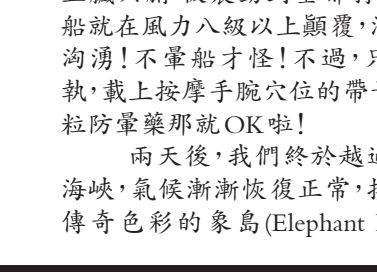 船就在風力八級以上顛覆,
洶湧!不暈船才怪!不過,只
執,載上按摩手腕穴位的帶
粒防暈藥那就OK啦!
兩天後,我們終於越過
海峽,氣候漸漸恢復正常,
傳奇色彩的象島(Elephant